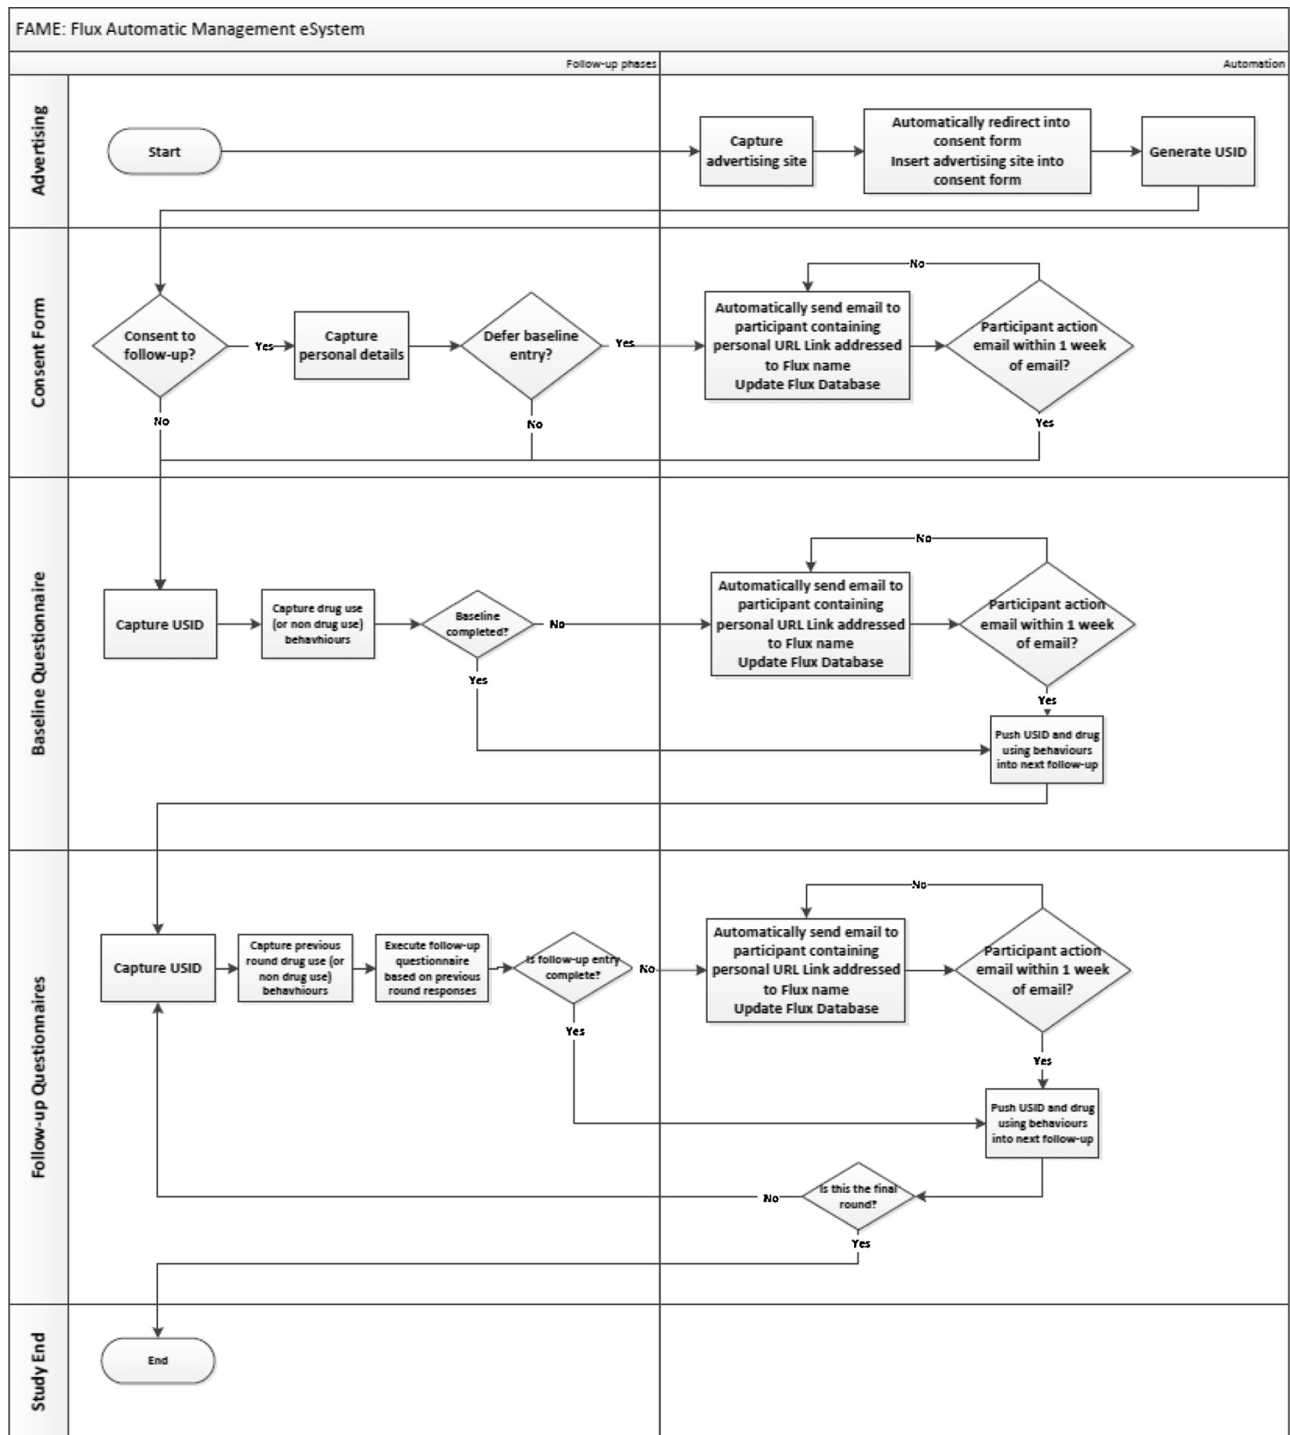 FAME: Flux Automatic Management eSystem
Follow-up phases
Automation
Advertising
Start
Capture
advertising site
Automatically redirect into
consent form
Insert advertising site into
consent form
Generate USID
Consent Form
Consent to
follow-up?
Yes
No
Capture
personal details
Defer baseline
entry?
Yes
No
Automatically send email to
participant containing
personal URL Link addressed
to Flux name
Update Flux Database
No
Participant action
email within 1 week
of email?
Yes
Baseline Questionnaire
Capture USID
Capture drug use
(or non drug use)
behavhiours
Baseline
completed?
No
Yes
Automatically send email to
participant containing
personal URL Link addressed
to Flux name
Update Flux Database
No
Participant action
email within 1 week
of email?
Yes
Push USID and drug
using behaviours
into next follow-up
Follow-up Questionnaires
Capture USID
Capture previous
round drug use (or
non drug use)
behavhiours
Execute follow-up
questionnaire
based on previous
round responses
Is follow-up entry
complete?
No
Yes
Automatically send email to
participant containing
personal URL Link addressed
to Flux name
Update Flux Database
No
Participant action
email within 1 week
of email?
Yes
Push USID and drug
using behaviours
into next follow-up
Is this the final
round?
No
Yes
Study End
End